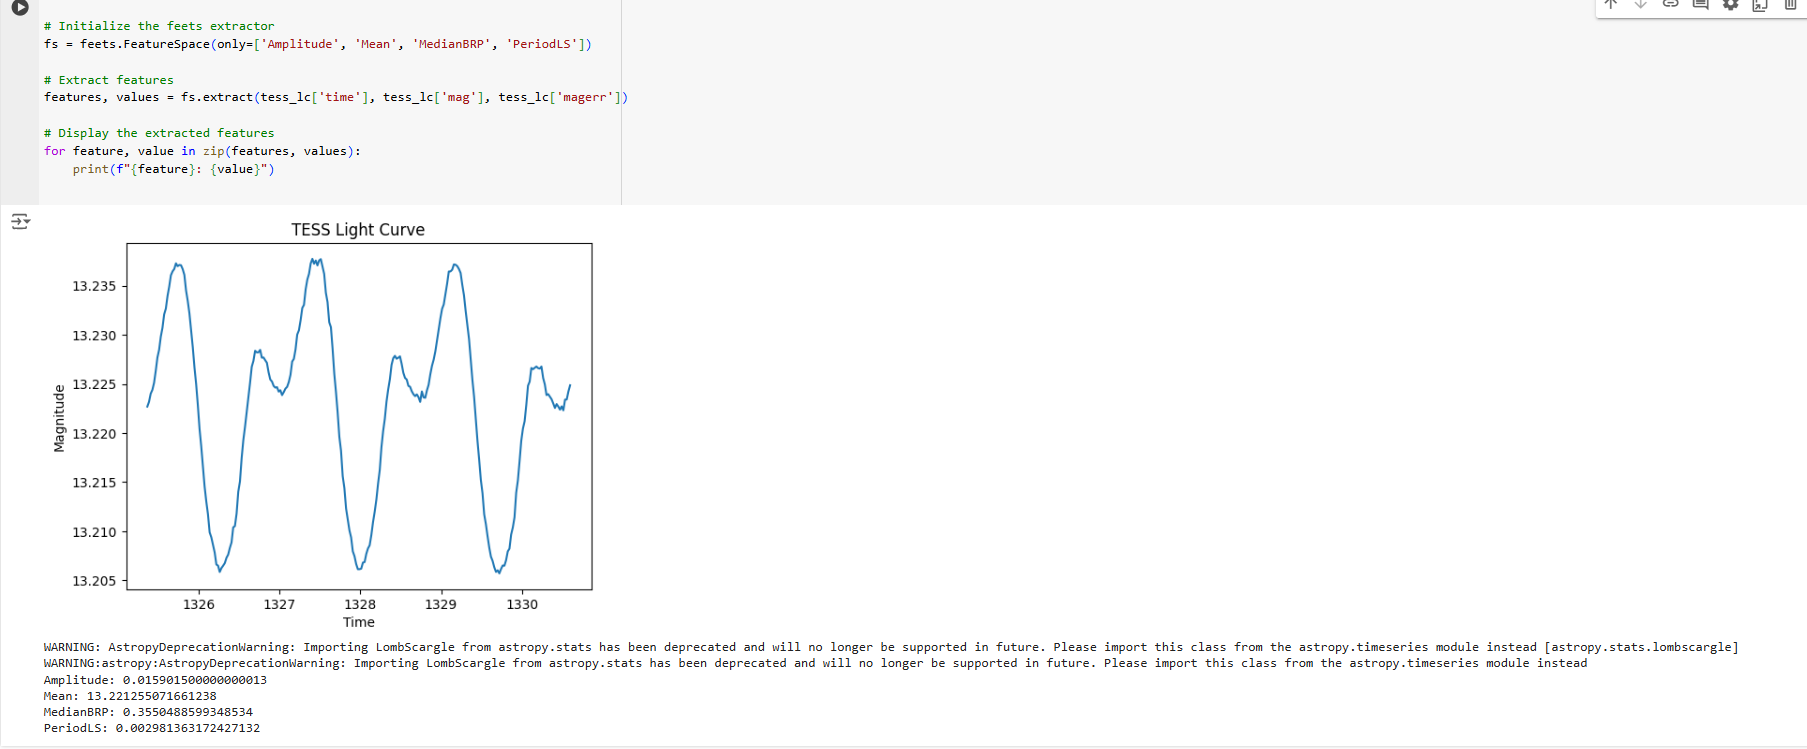 # Initialize the feets extractor
fs = feets.FeatureSpace(only=['Amplitude', 'Mean', 'MedianBRP', 'PeriodLS'])
# Extract features
features, values = fs.extract(tess_lc['time'], tess_lc['mag'], tess_lc['magerr'])
# Display the extracted features
for feature, value in zip(features, values):
    print(f"{feature}: {value}")
TESS Light Curve
13.235
13.230
13.225
13.220
13.215
13.210
13.205
Magnitude
1326 1327 1328 1329 1330
Time
WARNING: AstropyDeprecationWarning: Importing LombScargle from astropy.stats has been deprecated and will no longer be supported in future. Please import this class from the astropy.timeseries module instead [astropy.stats.lombscargle]
WARNING:astropy:AstropyDeprecationWarning: Importing LombScargle from astropy.stats has been deprecated and will no longer be supported in future. Please import this class from the astropy.timeseries module instead
Amplitude: 0.015901500000000013
Mean: 13.221255071661238
MedianBRP: 0.3550488599348534
PeriodLS: 0.002981363172427132